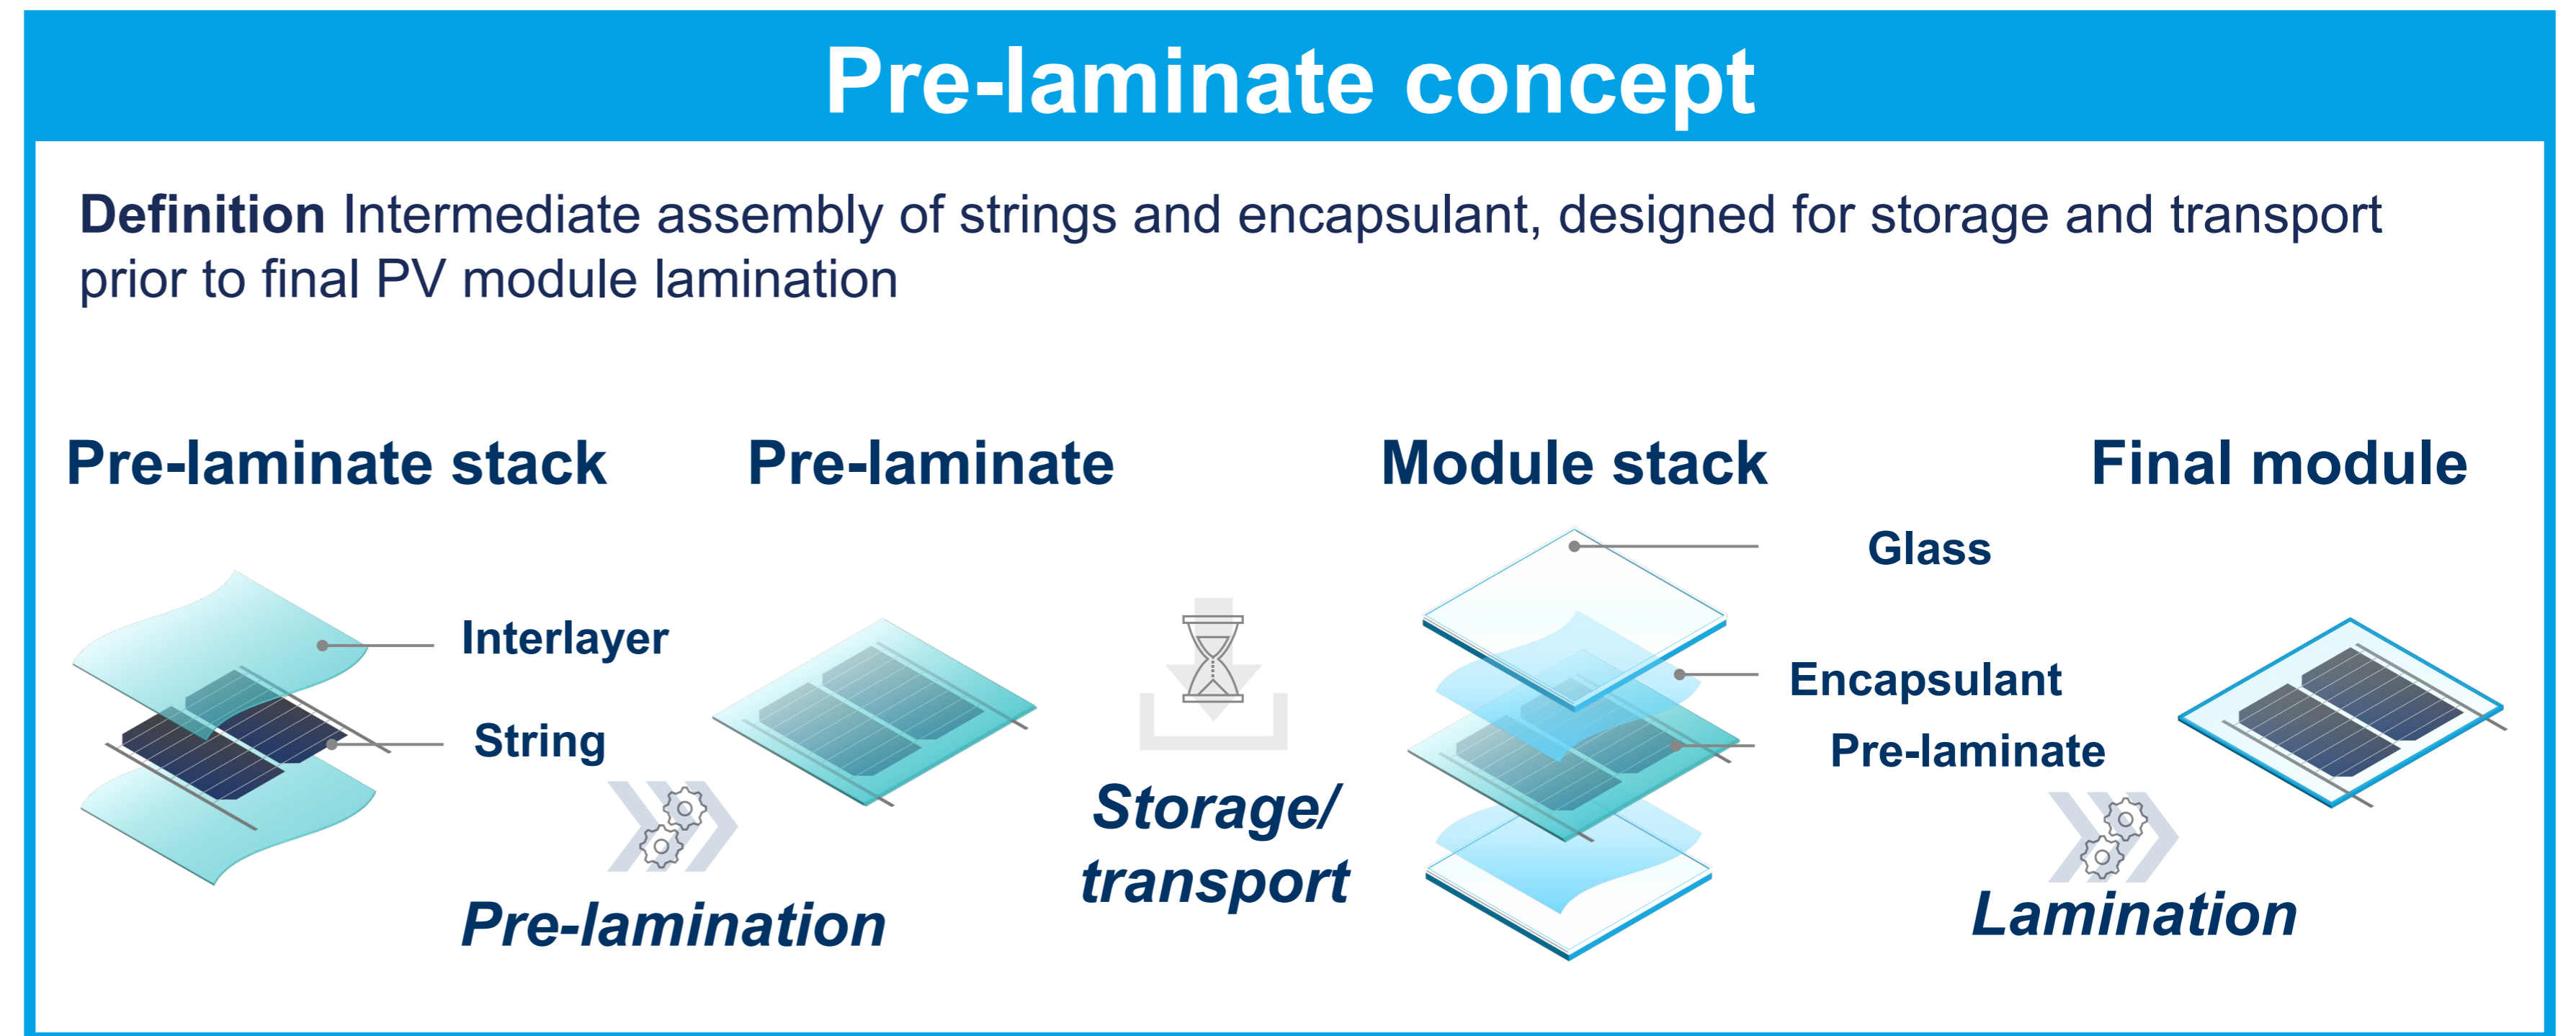 Pre-laminate concept
Definition Intermediate assembly of strings and encapsulant, designed for storage and transport
prior to final PV module lamination
Pre-laminate stack
Pre-laminate
Module stack
Final module
Interlayer
String
Pre-lamination
Storage/
transport
Glass
Encapsulant
Pre-laminate
Lamination